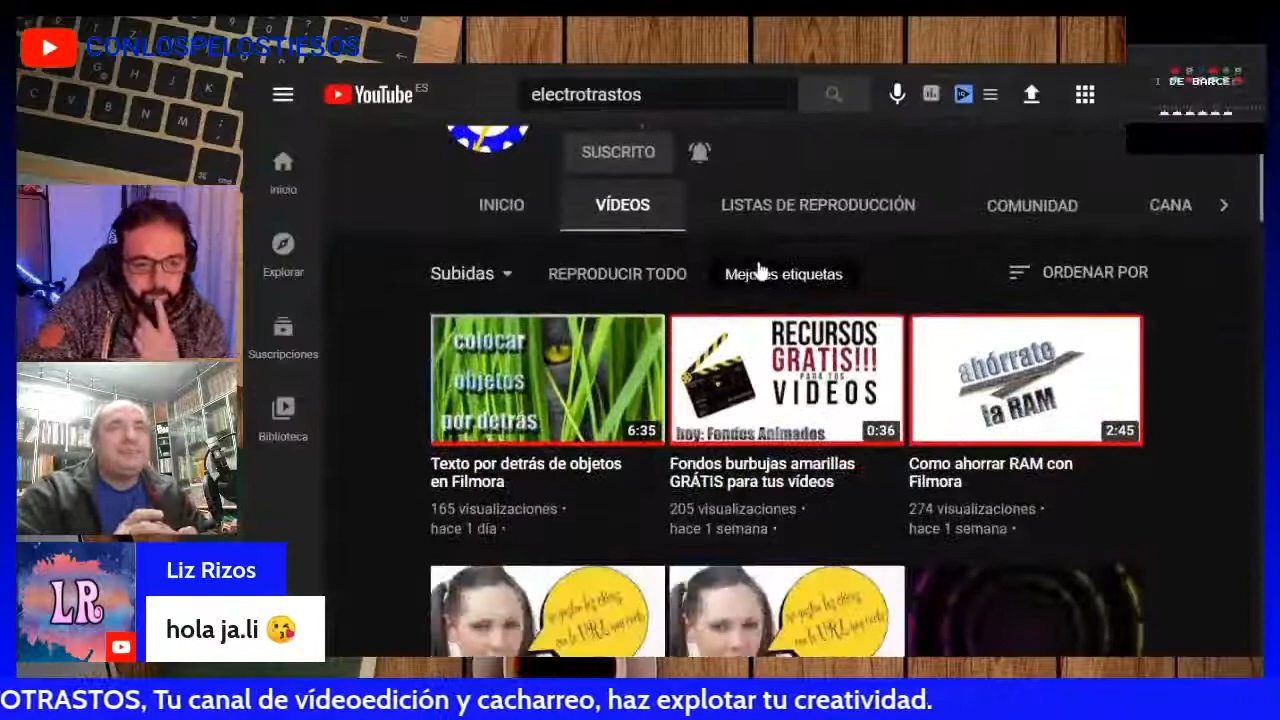 CONLOSPELOSTIESOS
YouTube ES
electrotrastos
DE BARCE
SUSCRITO
INICIO
VÍDEOS
LISTAS DE REPRODUCCIÓN
COMUNIDAD
CANA
Inicio
Explorar
Suscripciones
Biblioteca
Subidas
REPRODUCIR TODO
Mejores etiquetas
ORDENAR POR
colocar
objetos
por detrás
6:35
RECURSOS
GRATIS!!!
PARA TUS
VIDEOS
hoy: Fondos Animados
0:36
ahórrate
la RAM
2:45
Texto por detrás de objetos
en Filmora
165 visualizaciones •
hace 1 día •
Fondos burbujas amarillas
GRÁTIS para tus vídeos
205 visualizaciones •
hace 1 semana •
Como ahorrar RAM con
Filmora
274 visualizaciones •
hace 1 semana •
LR
Liz Rizos
hola ja.li 😘
OTRASTOS, Tu canal de vídeoedición y cacharreo, haz explotar tu creatividad.